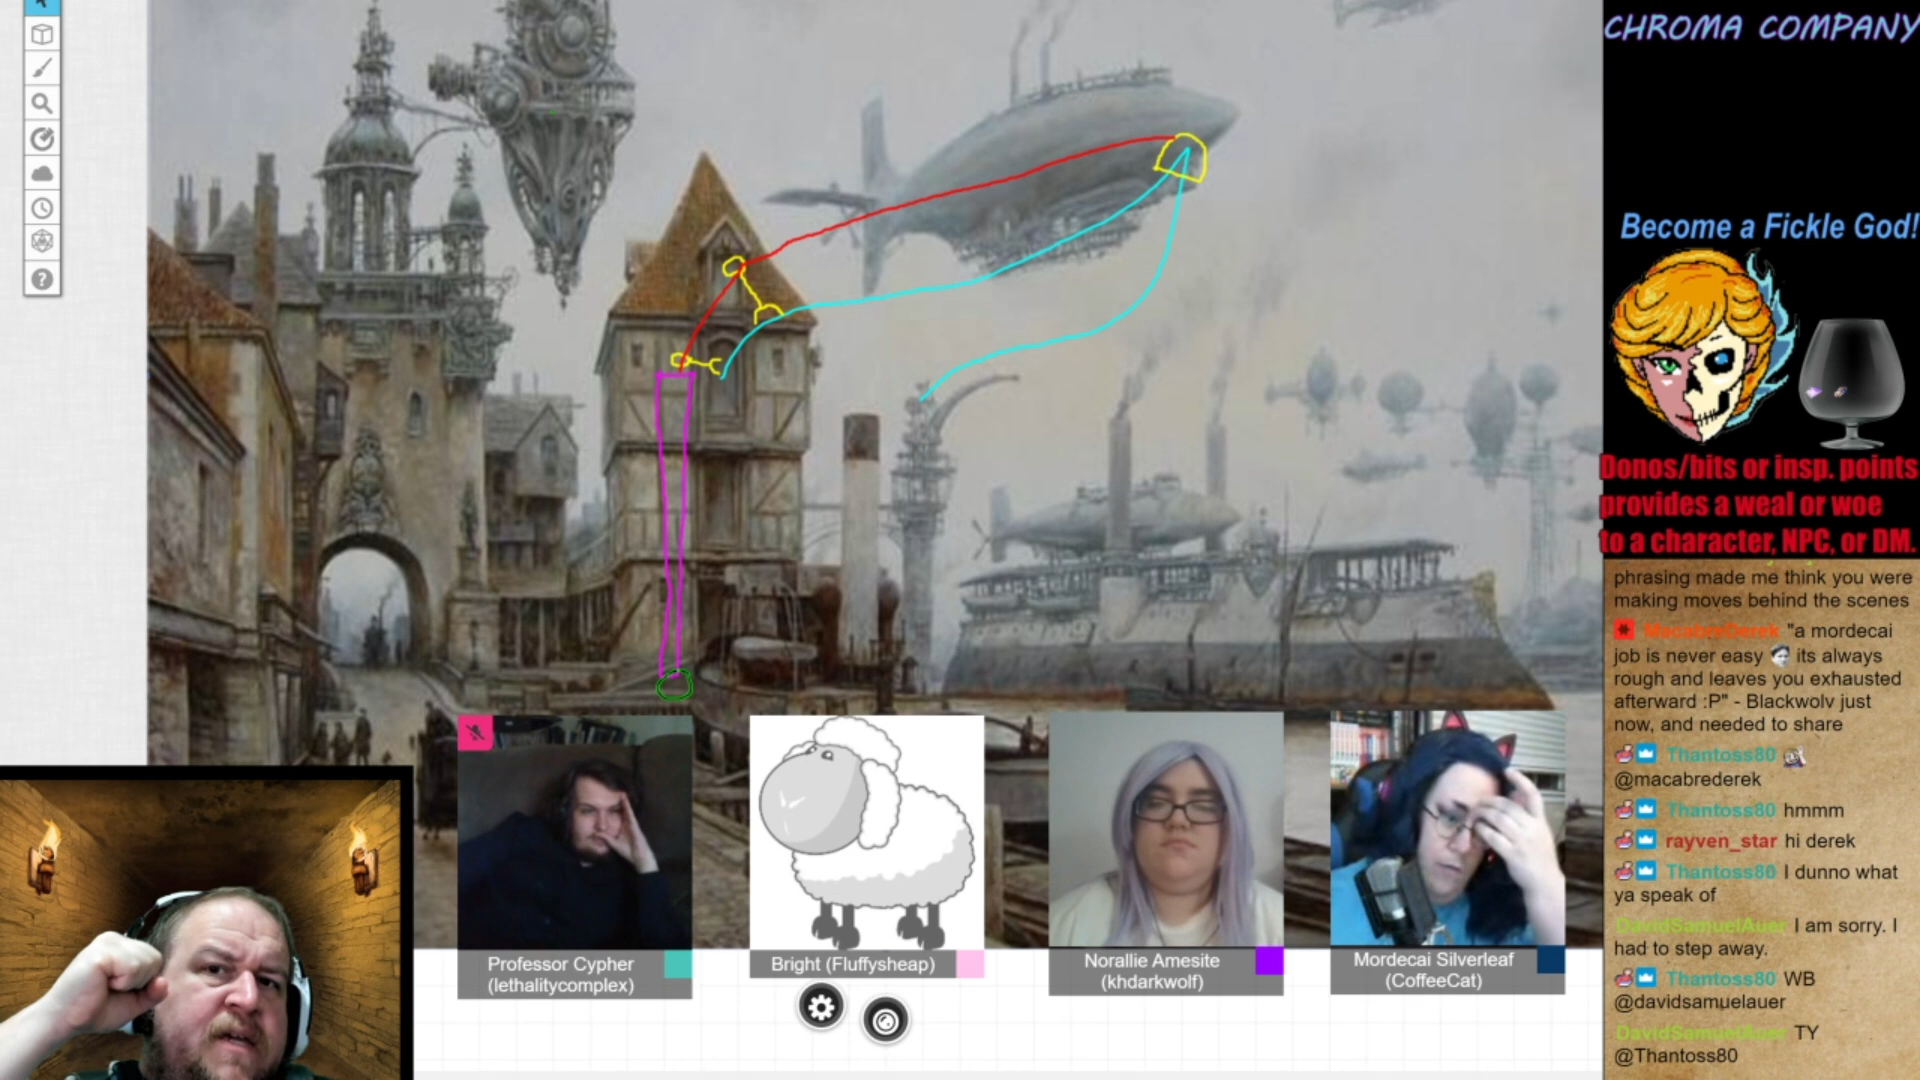 CHROMA COMPANY
Become a Fickle God!
Donos/bits or insp. points
provides a weal or woe
to a character, NPC, or DM.
phrasing made me think you were
making moves behind the scenes
MacabreDerek "a mordecai
job is never easy its always
rough and leaves you exhausted
afterward :P" - Blackwolv just
now, and needed to share
Thantoss80
@macabrederek
Thantoss80 hmmm
rayven_star hi derek
Thantoss80 I dunno what
ya speak of
DavidSamuelAuer I am sorry. I
had to step away.
Thantoss80 WB
@davidsamuelauer
DavidSamuelAuer TY
@Thantoss80
Professor Cypher
(lethalitycomplex)
Bright (Fluffysheap)
Norallie Amesite
(khdarkwolf)
Mordecai Silverleaf
(CoffeeCat)